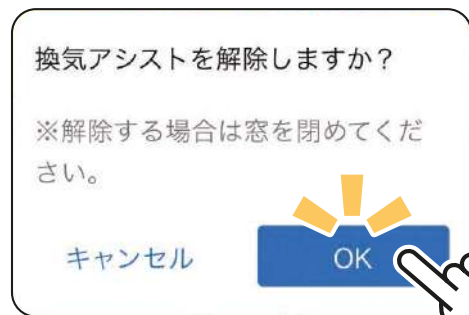 換気アシストを解除しますか？
※解除する場合は窓を閉めてくだ
さい。
キャンセル
OK